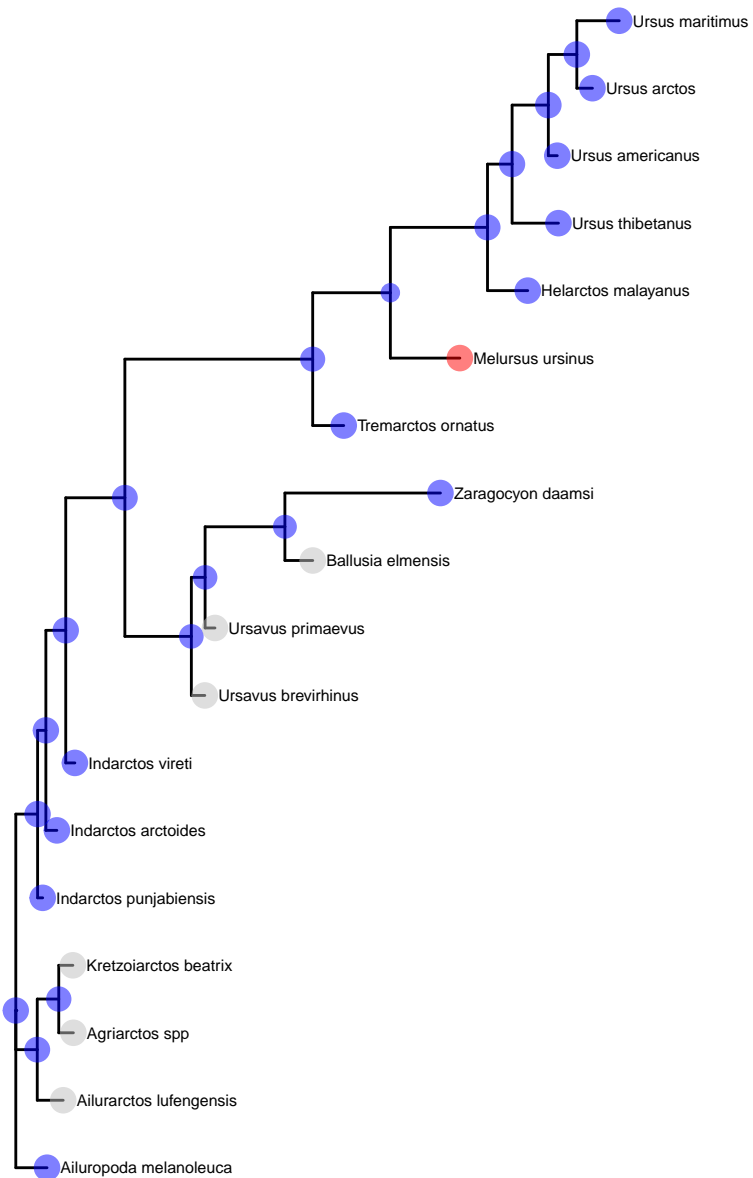 Ursus maritimus
Ursus arctos
Ursus americanus
Ursus thibetanus
Helarctos malayanus
Melursus ursinus
Tremarctos ornatus
Zaragocyon daamsi
Ballusia elmensis
Ursavus primaevus
Ursavus brevirhinus
Indarctos vireti
Indarctos arctoides
Indarctos punjabiensis
Kretzoiarctos beatrix
Agriarctos spp
Ailurarctos lufengensis
Ailuropoda melanoleuca